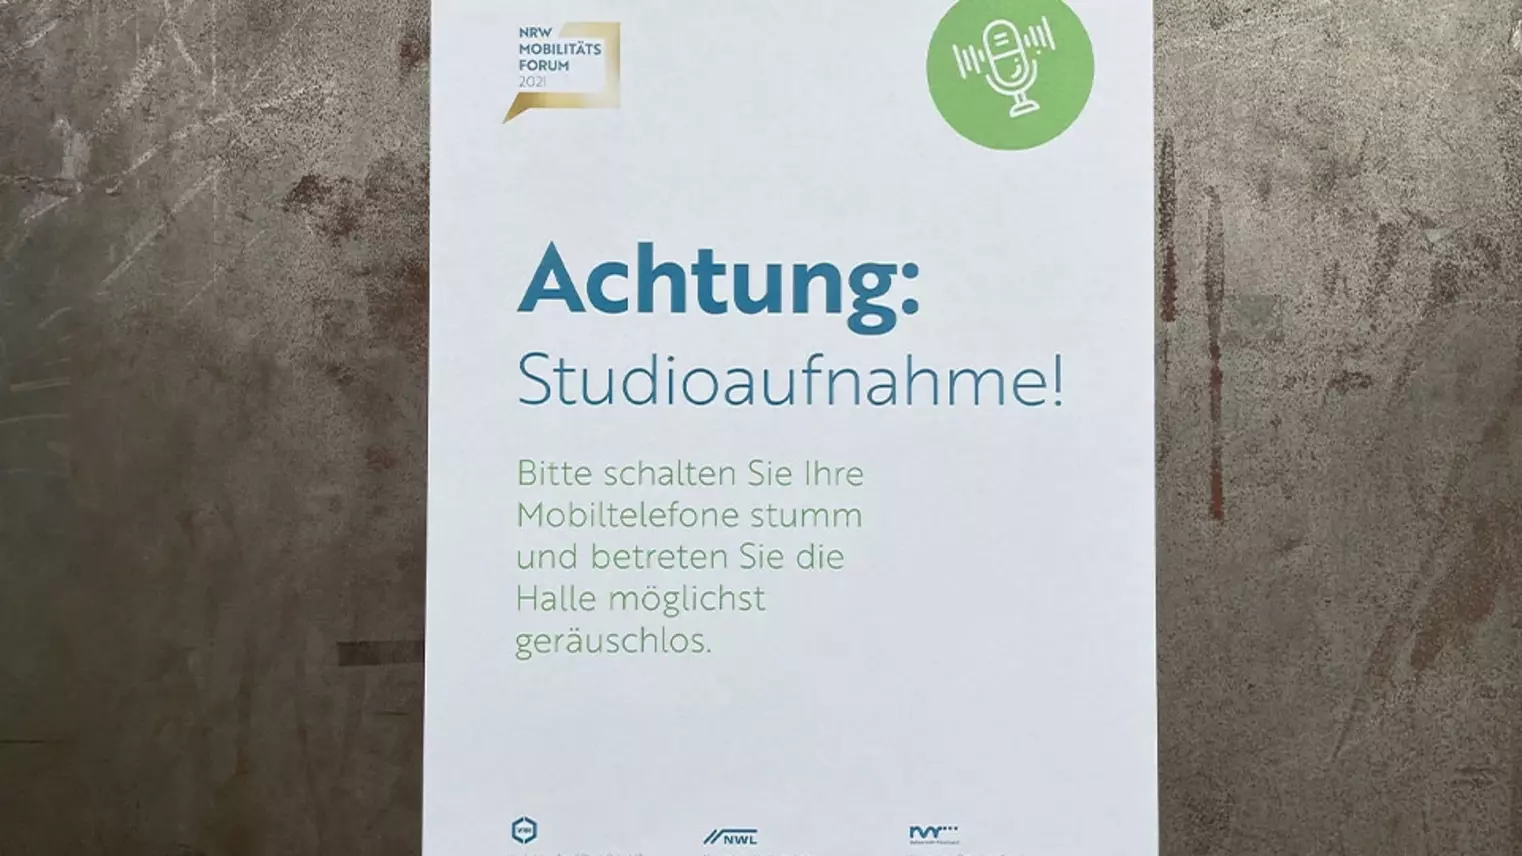 NRW
MOBILITÄTS
FORUM
2021
Achtung:
Studioaufnahme!
Bitte schalten Sie Ihre
Mobiltelefone stumm
und betreten Sie die
Halle möglichst
geräuschlos.
NWL